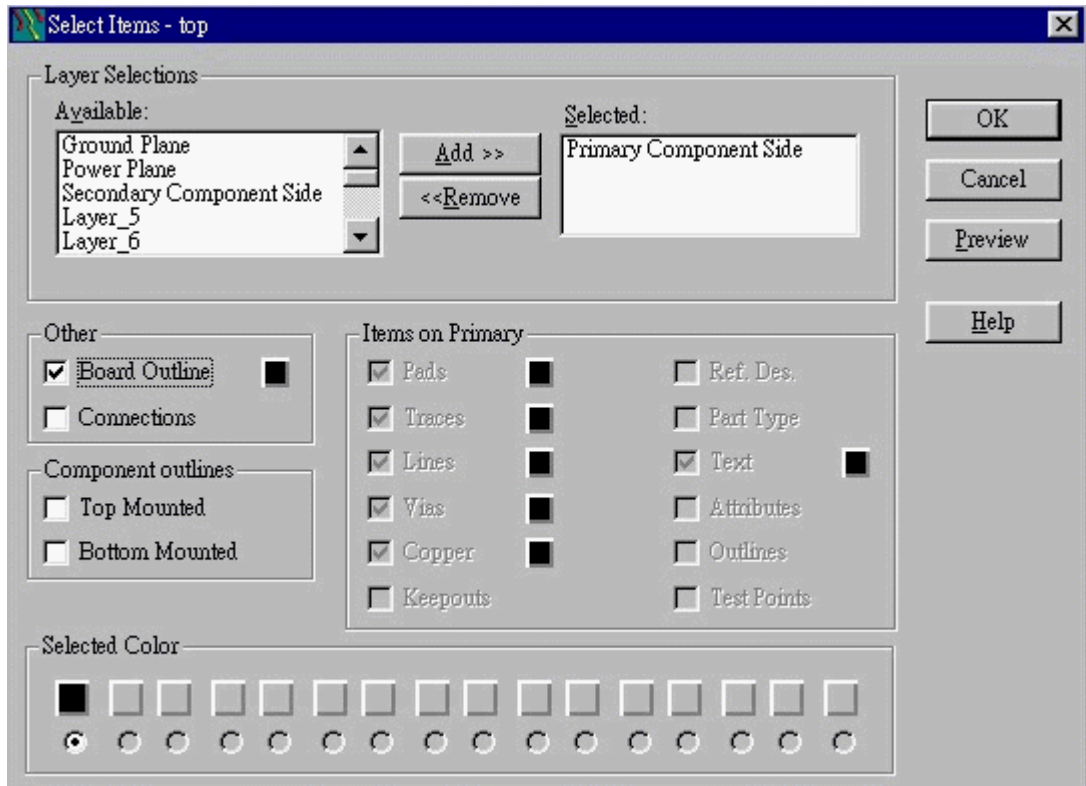 Select Items - top
Layer Selections
Available:
Ground Plane
Power Plane
Secondary Component Side
Layer_5
Layer_6
Add >>
<<Remove
Selected:
Primary Component Side
OK
Cancel
Preview
Help
Other
Board Outline
Connections
Component outlines
Top Mounted
Bottom Mounted
Items on Primary
Pads
Traces
Lines
Vias
Copper
Keepouts
Ref. Des.
Part Type
Text
Attributes
Outlines
Test Points
Selected Color